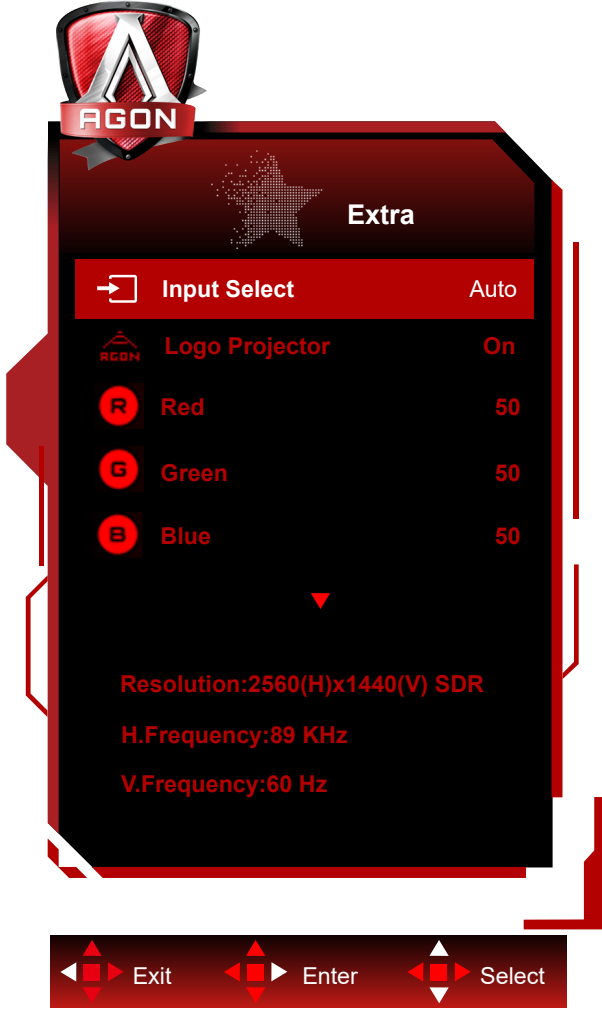 AGON
Extra
Input Select Auto
AGON Logo Projector On
R Red 50
G Green 50
B Blue 50
Resolution:2560(H)x1440(V) SDR
H.Frequency:89 KHz
V.Frequency:60 Hz
Exit Enter Select